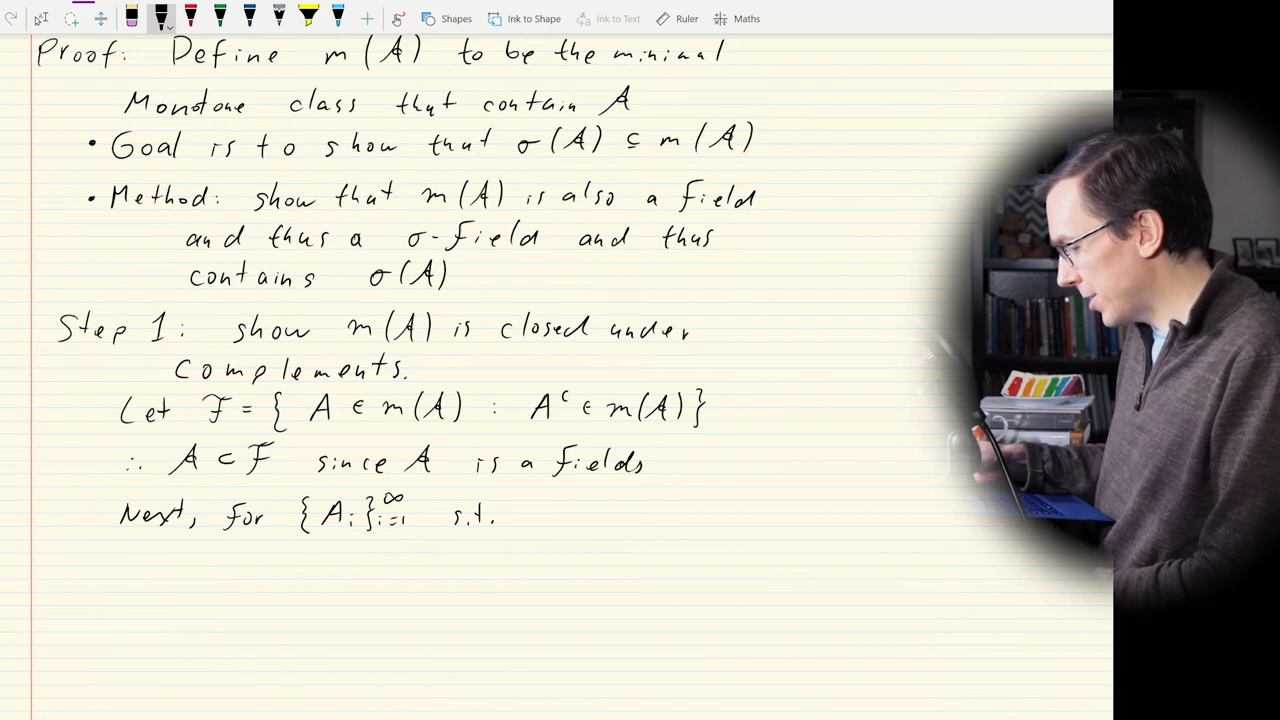 Shapes Ink to Shape Ink to Text Ruler Maths
Proof: Define m(A) to be the minimal
Monotone class that contain A
• Goal is to show that σ(A) ⊆ m(A)
• Method: show that m(A) is also a field
and thus a σ-field and thus
contains σ(A)
Step 1: show m(A) is closed under
complements.
Let F = { A ∈ m(A) : Aᶜ ∈ m(A) }
∴ A ⊂ F since A is a fields
Next, for {Aᵢ}ᵢ₌₁^∞ s.t.